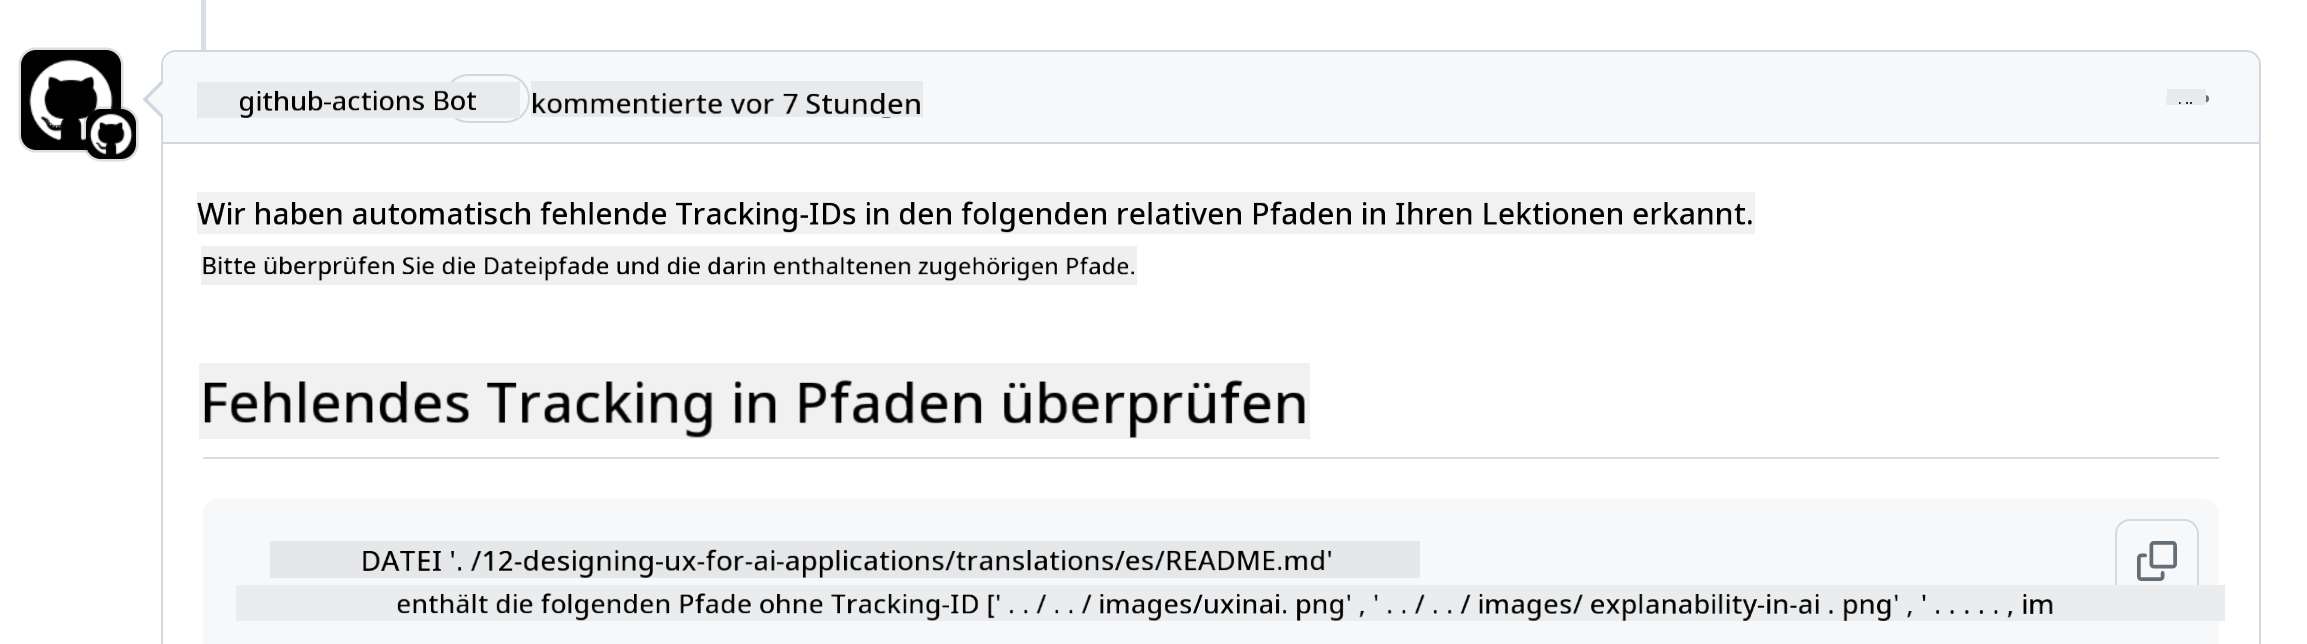 github-actions Bot kommentierte vor 7 Stunden
Wir haben automatisch fehlende Tracking-IDs in den folgenden relativen Pfaden in Ihren Lektionen erkannt.
Bitte überprüfen Sie die Dateipfade und die darin enthaltenen zugehörigen Pfade.
Fehlendes Tracking in Pfaden überprüfen
DATEI '. /12-designing-ux-for-ai-applications/translations/es/README.md'
enthält die folgenden Pfade ohne Tracking-ID [' . . / . . / images/uxinai. png' , ' . . / . . / images/ explanability-in-ai . png' , ' . . . . . , im